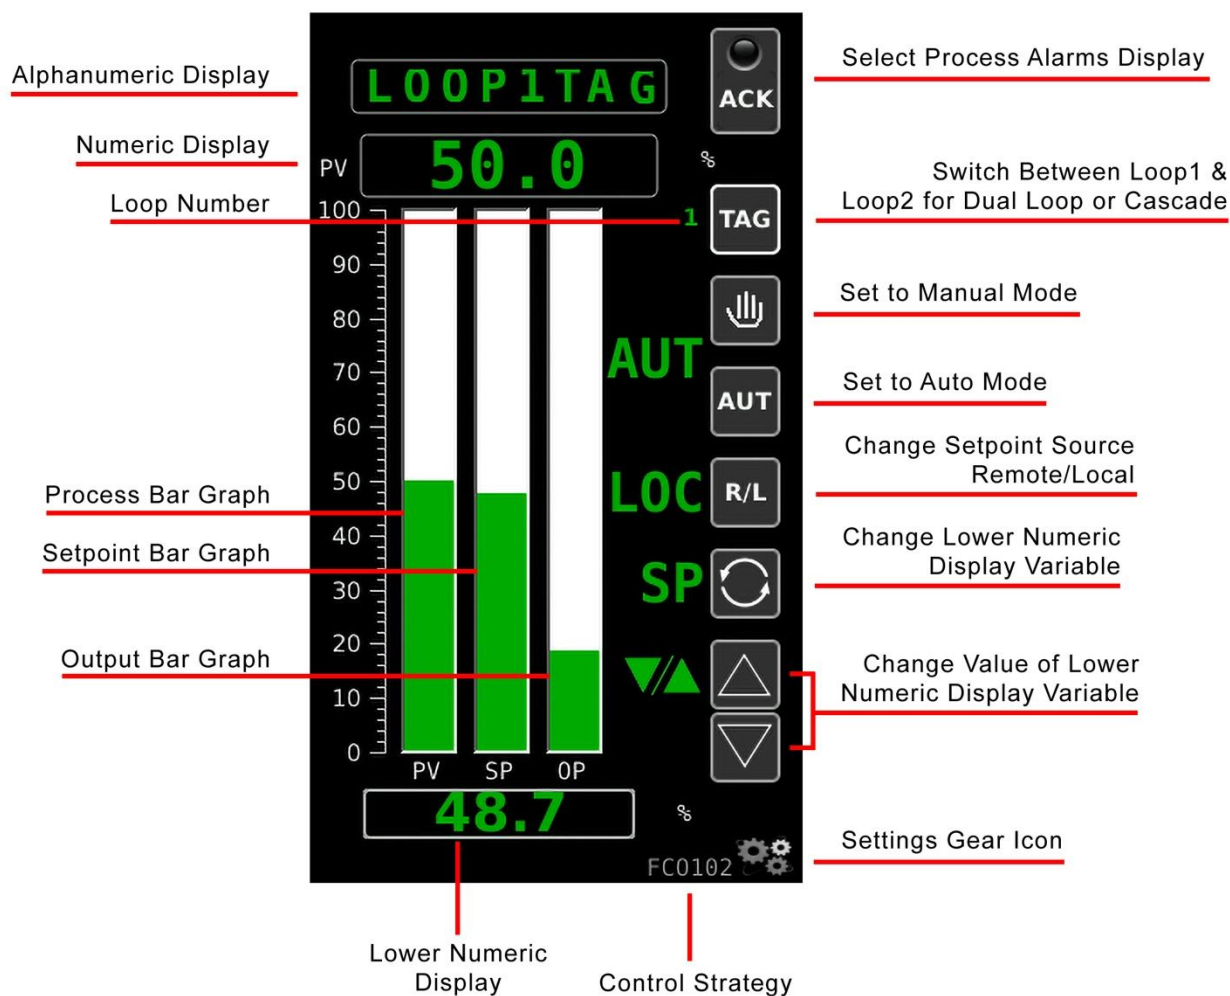 Alphanumeric Display
LOOP1TAG
ACK
Select Process Alarms Display
Numeric Display
PV
50.0
%
Loop Number
1
TAG
Switch Between Loop1 &
Loop2 for Dual Loop or Cascade
100
90
80
70
60
50
40
30
20
10
0
Set to Manual Mode
AUT
AUT
Set to Auto Mode
LOC
R/L
Change Setpoint Source
Remote/Local
Process Bar Graph
Setpoint Bar Graph
SP
Change Lower Numeric
Display Variable
Output Bar Graph
Change Value of Lower
Numeric Display Variable
PV
SP
OP
48.7
%
FCO102
Settings Gear Icon
Lower Numeric
Display
Control Strategy